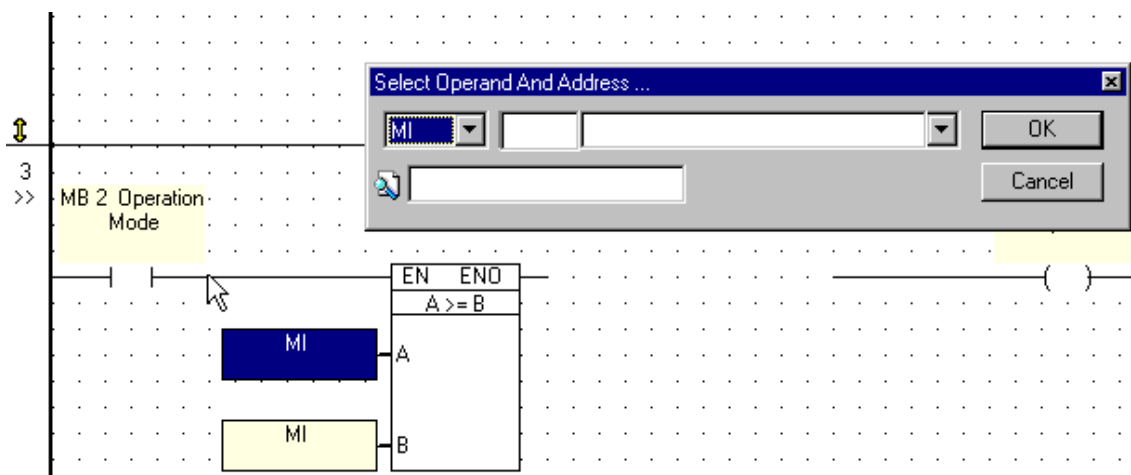 Select Operand And Address ...
MI
OK
Cancel
3
>>
MB 2 Operation
Mode
EN ENO
A >= B
MI
A
MI
B